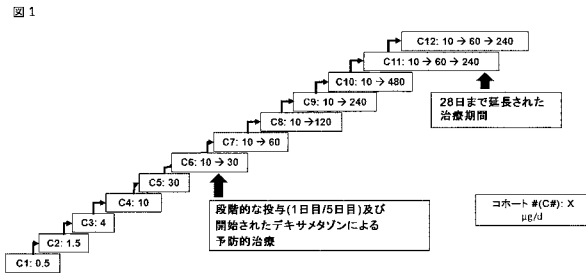 図 1
C12: 10 → 60 → 240
C11: 10 → 60 → 240
C10: 10 → 480
C9: 10 → 240
C8: 10 →120
C7: 10 → 60
C6: 10 → 30
C5: 30
C4: 10
C3: 4
C2: 1.5
C1: 0.5
28日まで延長された
治療期間
段階的な投与(1日目/5日目)及び
開始されたデキサメタゾンによる
予防的治療
コホート #(C#): X
μg/d